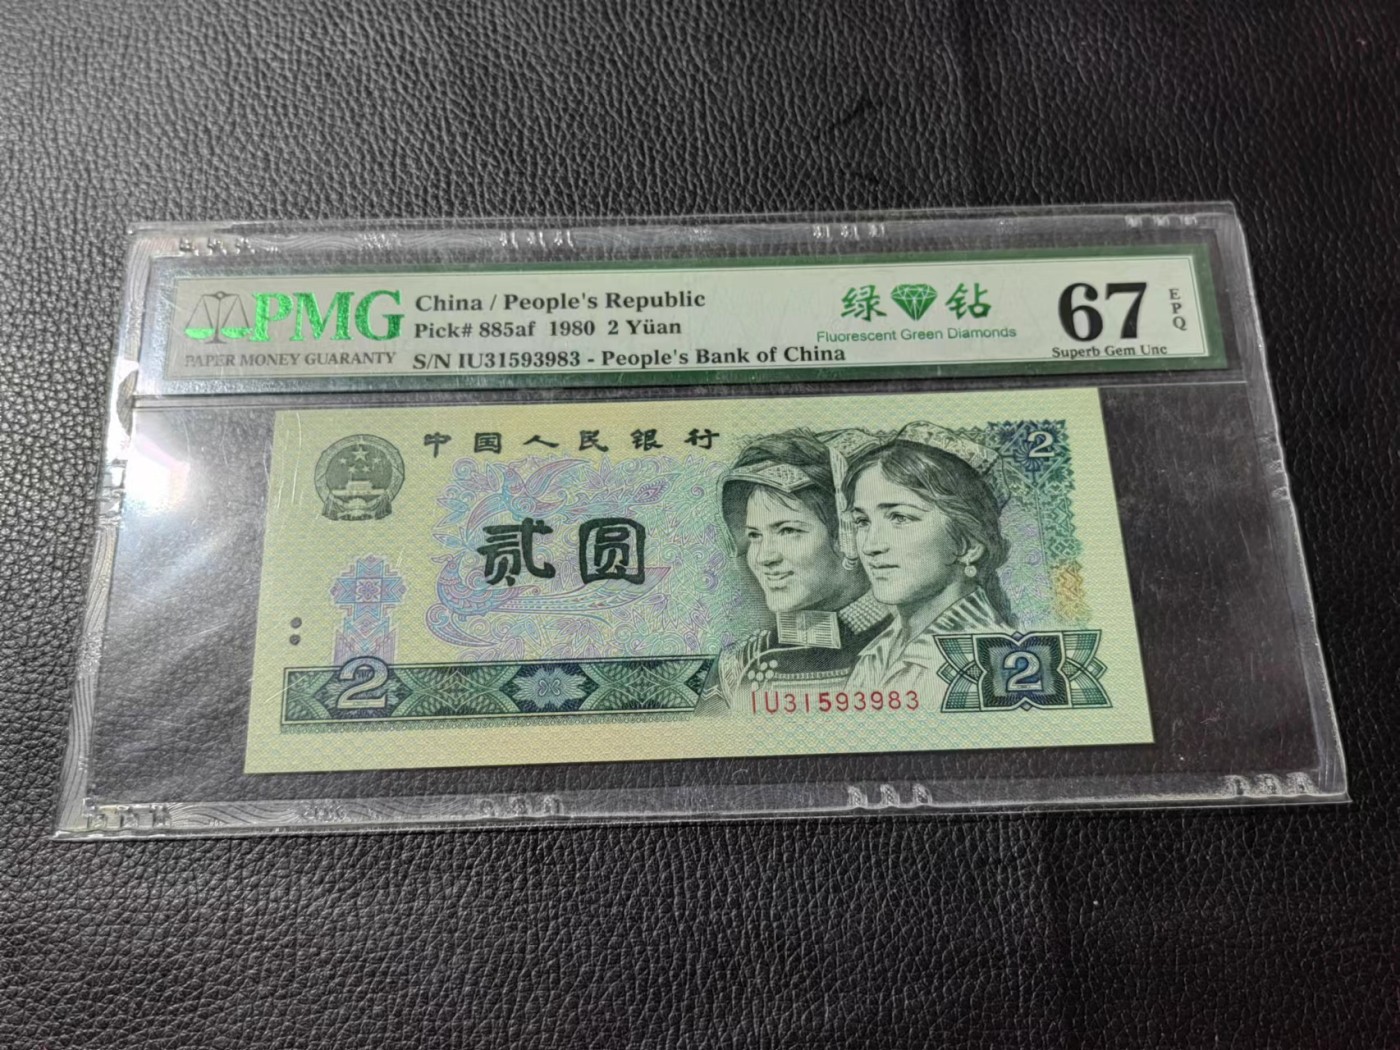 PMG
PAPER MONEY GUARANTY
China / People's Republic
Pick# 885af 1980 2 Yüan
S/N IU31593983 - People's Bank of China
绿 钻
Fluorescent Green Diamonds
67
EPQ
Superb Gem Unc
中国人民银行
2
贰圆
2
2
IU31593983